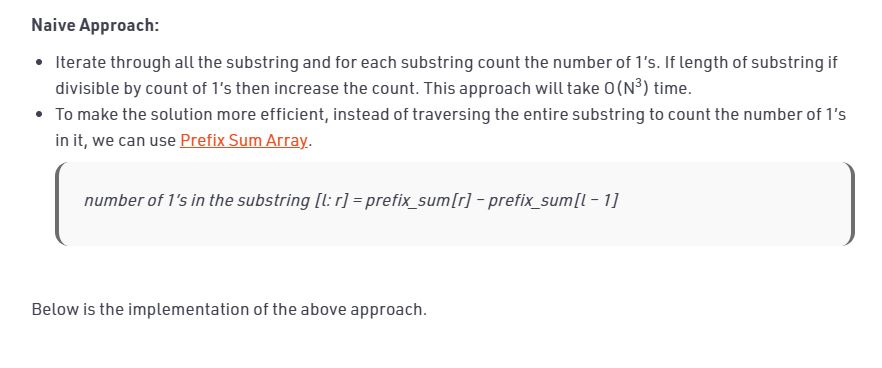 Naive Approach:
• Iterate through all the substring and for each substring count the number of 1's. If length of substring if
divisible by count of 1's then increase the count. This approach will take O(N³) time.
• To make the solution more efficient, instead of traversing the entire substring to count the number of 1's
in it, we can use Prefix Sum Array.
number of 1's in the substring [l: r] = prefix_sum[r] – prefix_sum[l – 1]
Below is the implementation of the above approach.